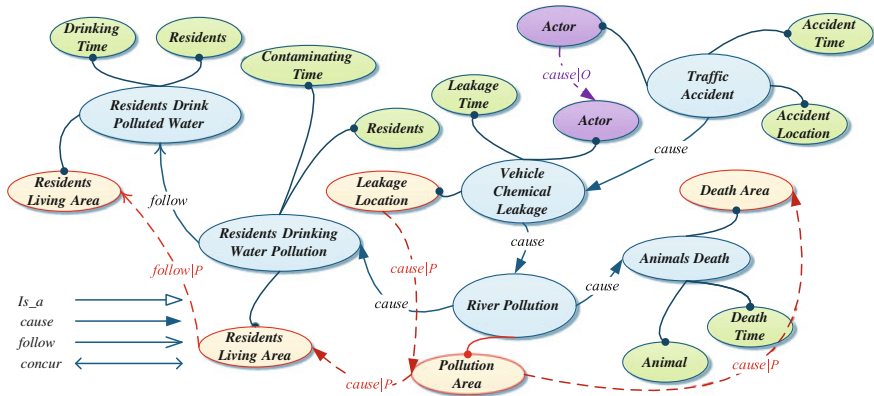 Drinking
Time
Residents
Contaminating
Time
Residents Drink
Polluted Water
Residents
Residents
Living Area
follow
Residents Drinking
Water Pollution
follow|P
Residents
Living Area
Is_a
cause
follow
concur
Actor
cause|O
Actor
Leakage
Time
Traffic
Accident
Accident
Time
Accident
Location
cause
Vehicle
Chemical
Leakage
Leakage
Location
cause
cause|P
cause
River Pollution
cause
Animals Death
Death Area
Death
Time
Animal
Pollution
Area
cause|P
cause|P